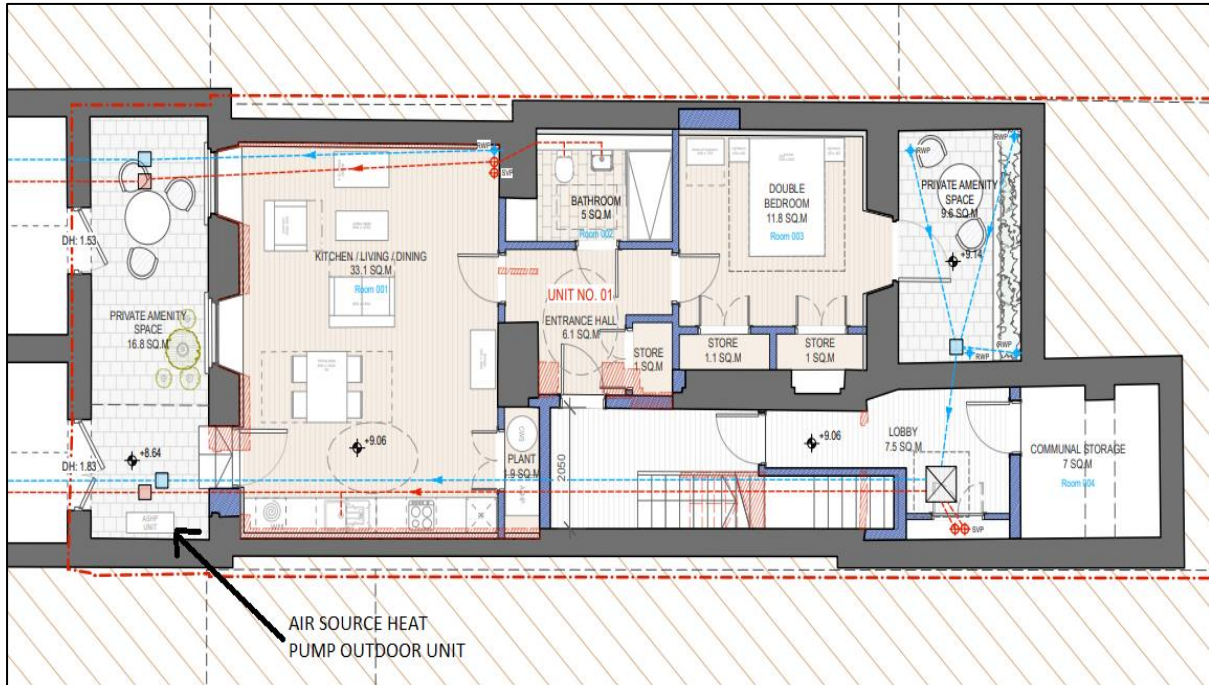 RWP
SVP
KITCHEN / LIVING / DINING
33.1 SQ.M
Room 001
BATHROOM
5 SQ.M
Room 002
DOUBLE
BEDROOM
11.8 SQ.M
Room 003
RWP
RWP
PRIVATE AMENITY
SPACE
9.6 SQ.M
+9.14
RWP
RWP
DH: 1.53
PRIVATE AMENITY
SPACE
16.8 SQ.M
UNIT NO. 01
ENTRANCE HALL
6.1 SQ.M
STORE
1 SQ.M
STORE
1.1 SQ.M
STORE
1 SQ.M
DH: 1.83
+8.64
+9.06
CWS
PLANT
1.9 SQ.M
ASHP
2050
+9.06
LOBBY
7.5 SQ.M
COMMUNAL STORAGE
7 SQ.M
Room 004
SVP
ASHP
UNIT
AIR SOURCE HEAT
PUMP OUTDOOR UNIT